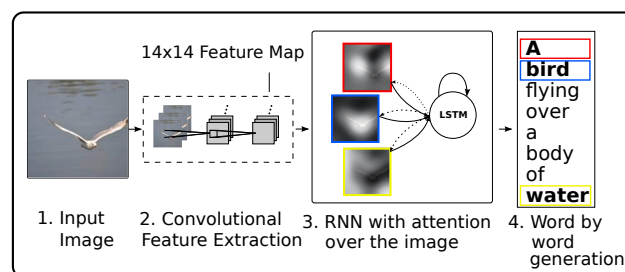 14x14 Feature Map
LSTM
A
bird
flying
over
a
body
of
water
1. Input
Image
2. Convolutional
Feature Extraction
3. RNN with attention
over the image
4. Word by
word
generation